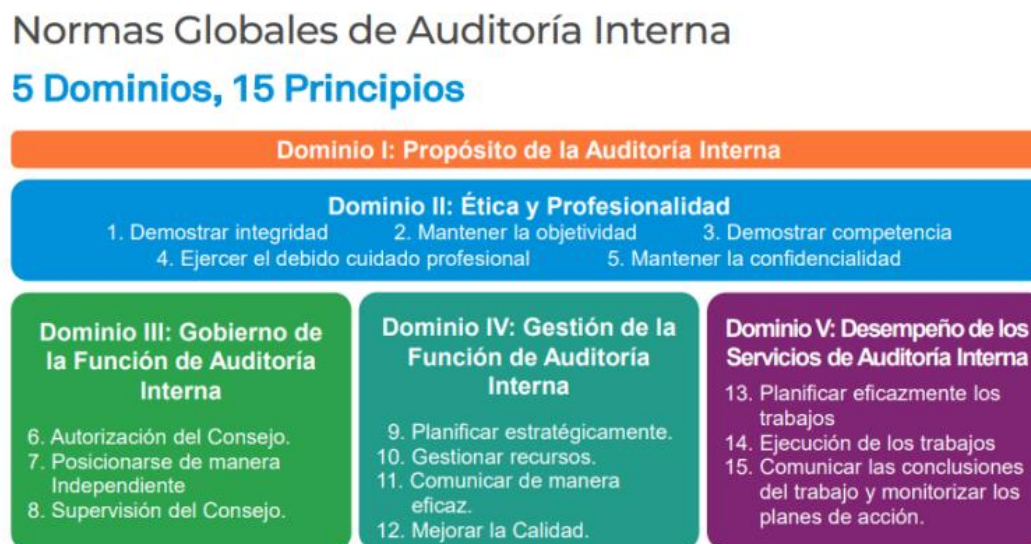 Normas Globales de Auditoría Interna
5 Dominios, 15 Principios
Dominio I: Propósito de la Auditoría Interna
Dominio II: Ética y Profesionalidad
1. Demostrar integridad 2. Mantener la objetividad 3. Demostrar competencia
4. Ejercer el debido cuidado profesional 5. Mantener la confidencialidad
Dominio III: Gobierno de
la Función de Auditoría
Interna
6. Autorización del Consejo.
7. Posicionarse de manera
Independiente
8. Supervisión del Consejo.
Dominio IV: Gestión de la
Función de Auditoría
Interna
9. Planificar estratégicamente.
10. Gestionar recursos.
11. Comunicar de manera
eficaz.
12. Mejorar la Calidad.
Dominio V: Desempeño de los
Servicios de Auditoría Interna
13. Planificar eficazmente los
trabajos
14. Ejecución de los trabajos
15. Comunicar las conclusiones
del trabajo y monitorizar los
planes de acción.